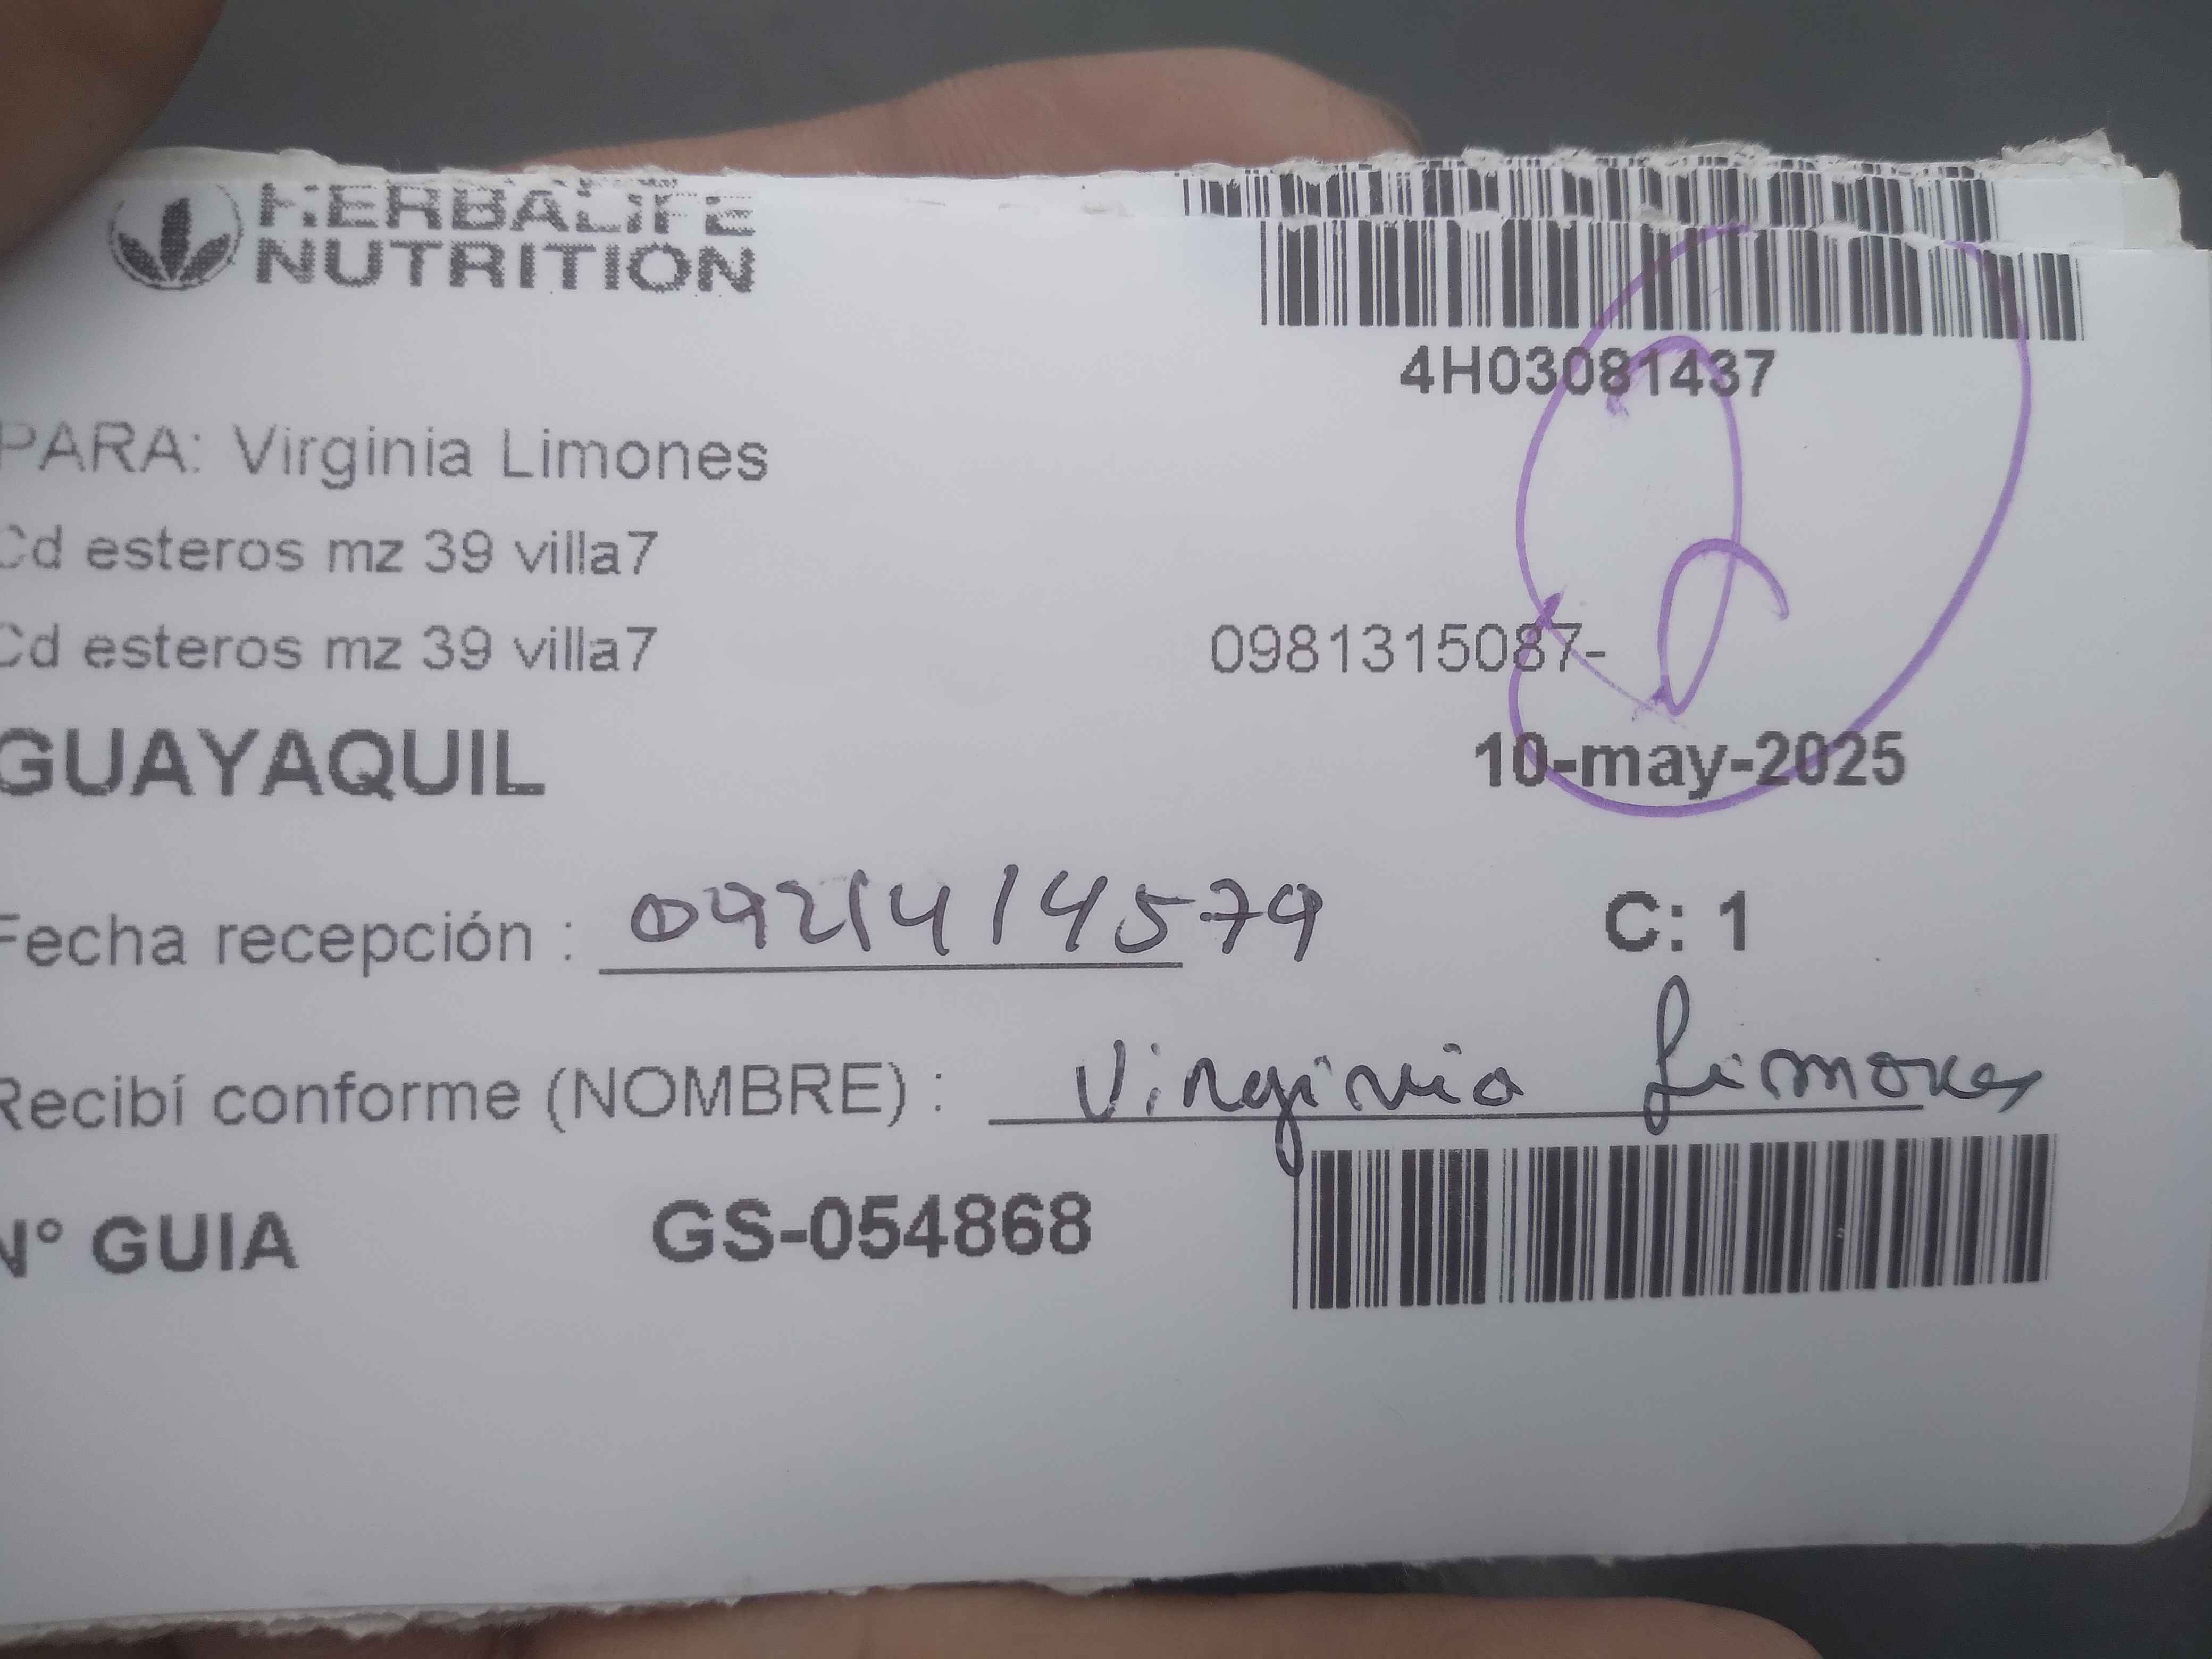 HERBALIFE
NUTRITION
4H03081437
PARA: Virginia Limones
Cd esteros mz 39 villa7
Cd esteros mz 39 villa7
0981315087-
GUAYAQUIL
10-may-2025
Fecha recepción : 0921414579
C: 1
Recibí conforme (NOMBRE) : Virginia Limones
N° GUIA GS-054868